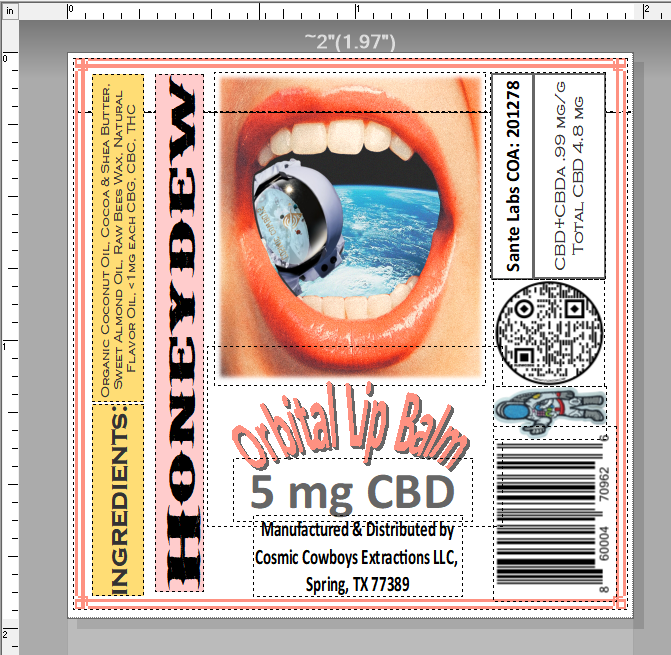 in
0
1
2
0
1
2
~2"(1.97")
INGREDIENTS:
Organic Coconut Oil, Cocoa & Shea Butter,
Sweet Almond Oil, Raw Bees Wax, Natural
Flavor Oil, <1mg each CBG, CBC, THC
HONEYDEW
Orbital Lip Balm
5 mg CBD
Manufactured & Distributed by
Cosmic Cowboys Extractions LLC,
Spring, TX 77389
Sante Labs COA: 201278
CBD+CBDA .99 mg/g
Total CBD 4.8 mg
8 60004 70962 6